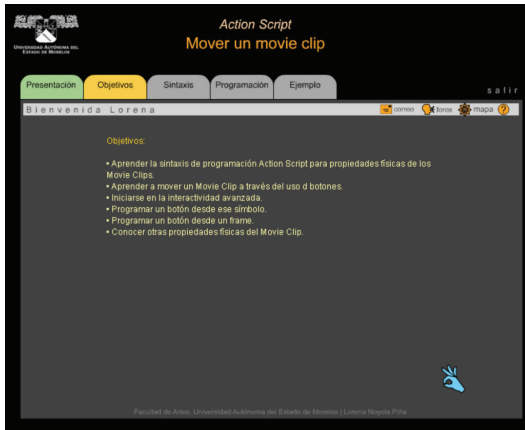 Action Script
Mover un movie clip
UNIVERSIDAD AUTÓNOMA DEL
ESTADO DE MORELOS
Presentación Objetivos Sintaxis Programación Ejemplo
salir
Bienvenida Lorena
correo foros mapa ?
Objetivos:
• Aprender la sintaxis de programación Action Script para propiedades físicas de los
Movie Clips.
• Aprender a mover un Movie Clip a través del uso d botones.
• Iniciarse en la interactividad avanzada.
• Programar un botón desde ese símbolo.
• Programar un botón desde un frame.
• Conocer otras propiedades físicas del Movie Clip.
Facultad de Artes, Universidad Autónoma del Estado de Morelos | Lorena Noyola Piña